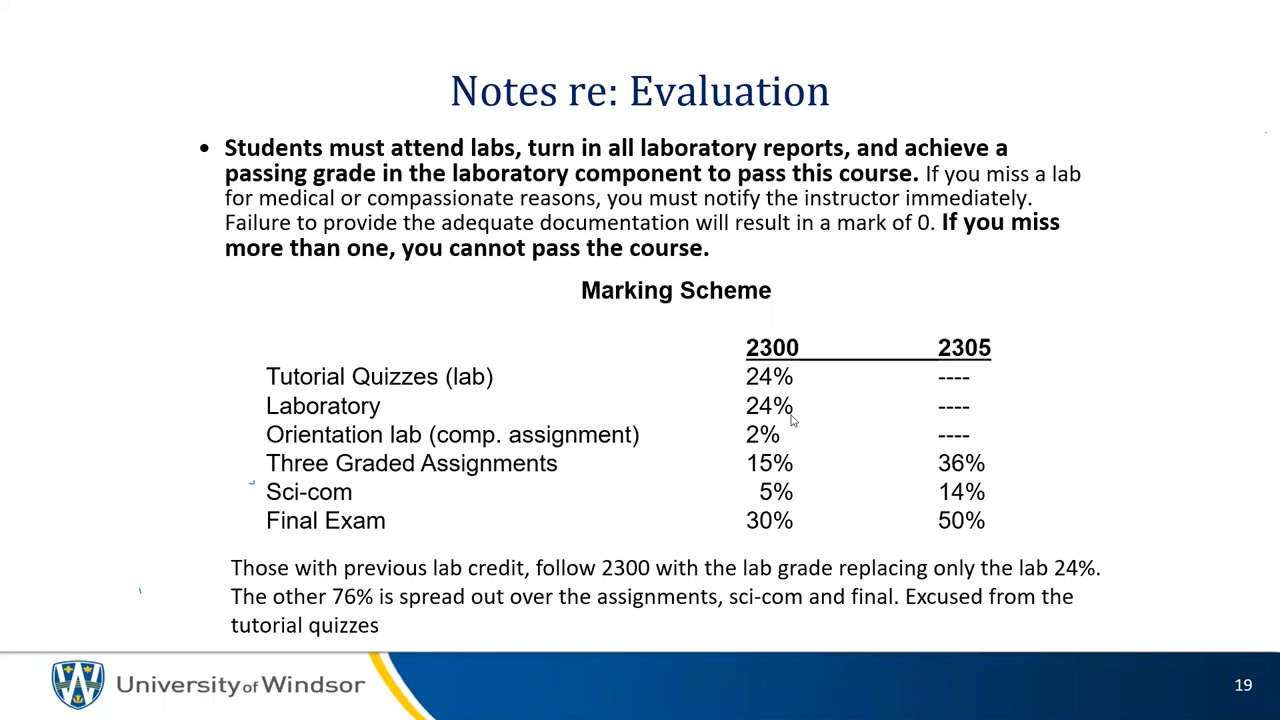 Notes re: Evaluation
• Students must attend labs, turn in all laboratory reports, and achieve a
passing grade in the laboratory component to pass this course. If you miss a lab
for medical or compassionate reasons, you must notify the instructor immediately.
Failure to provide the adequate documentation will result in a mark of 0. If you miss
more than one, you cannot pass the course.
Marking Scheme
2300 2305
Tutorial Quizzes (lab) 24% ----
Laboratory 24% ----
Orientation lab (comp. assignment) 2% ----
Three Graded Assignments 15% 36%
Sci-com 5% 14%
Final Exam 30% 50%
Those with previous lab credit, follow 2300 with the lab grade replacing only the lab 24%.
The other 76% is spread out over the assignments, sci-com and final. Excused from the
tutorial quizzes
University of Windsor
19